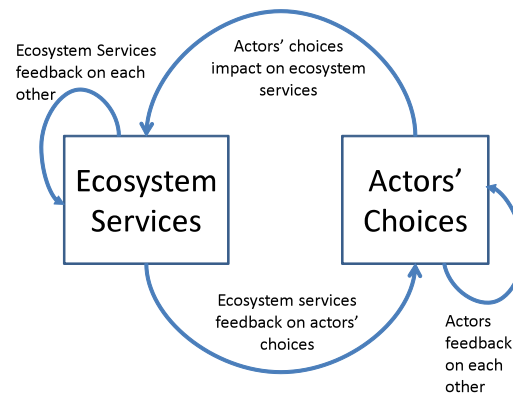 Ecosystem Services
feedback on each
other
Actors’ choices
impact on ecosystem
services
Ecosystem
Services
Actors’
Choices
Ecosystem services
feedback on actors’
choices
Actors
feedback
on each
other